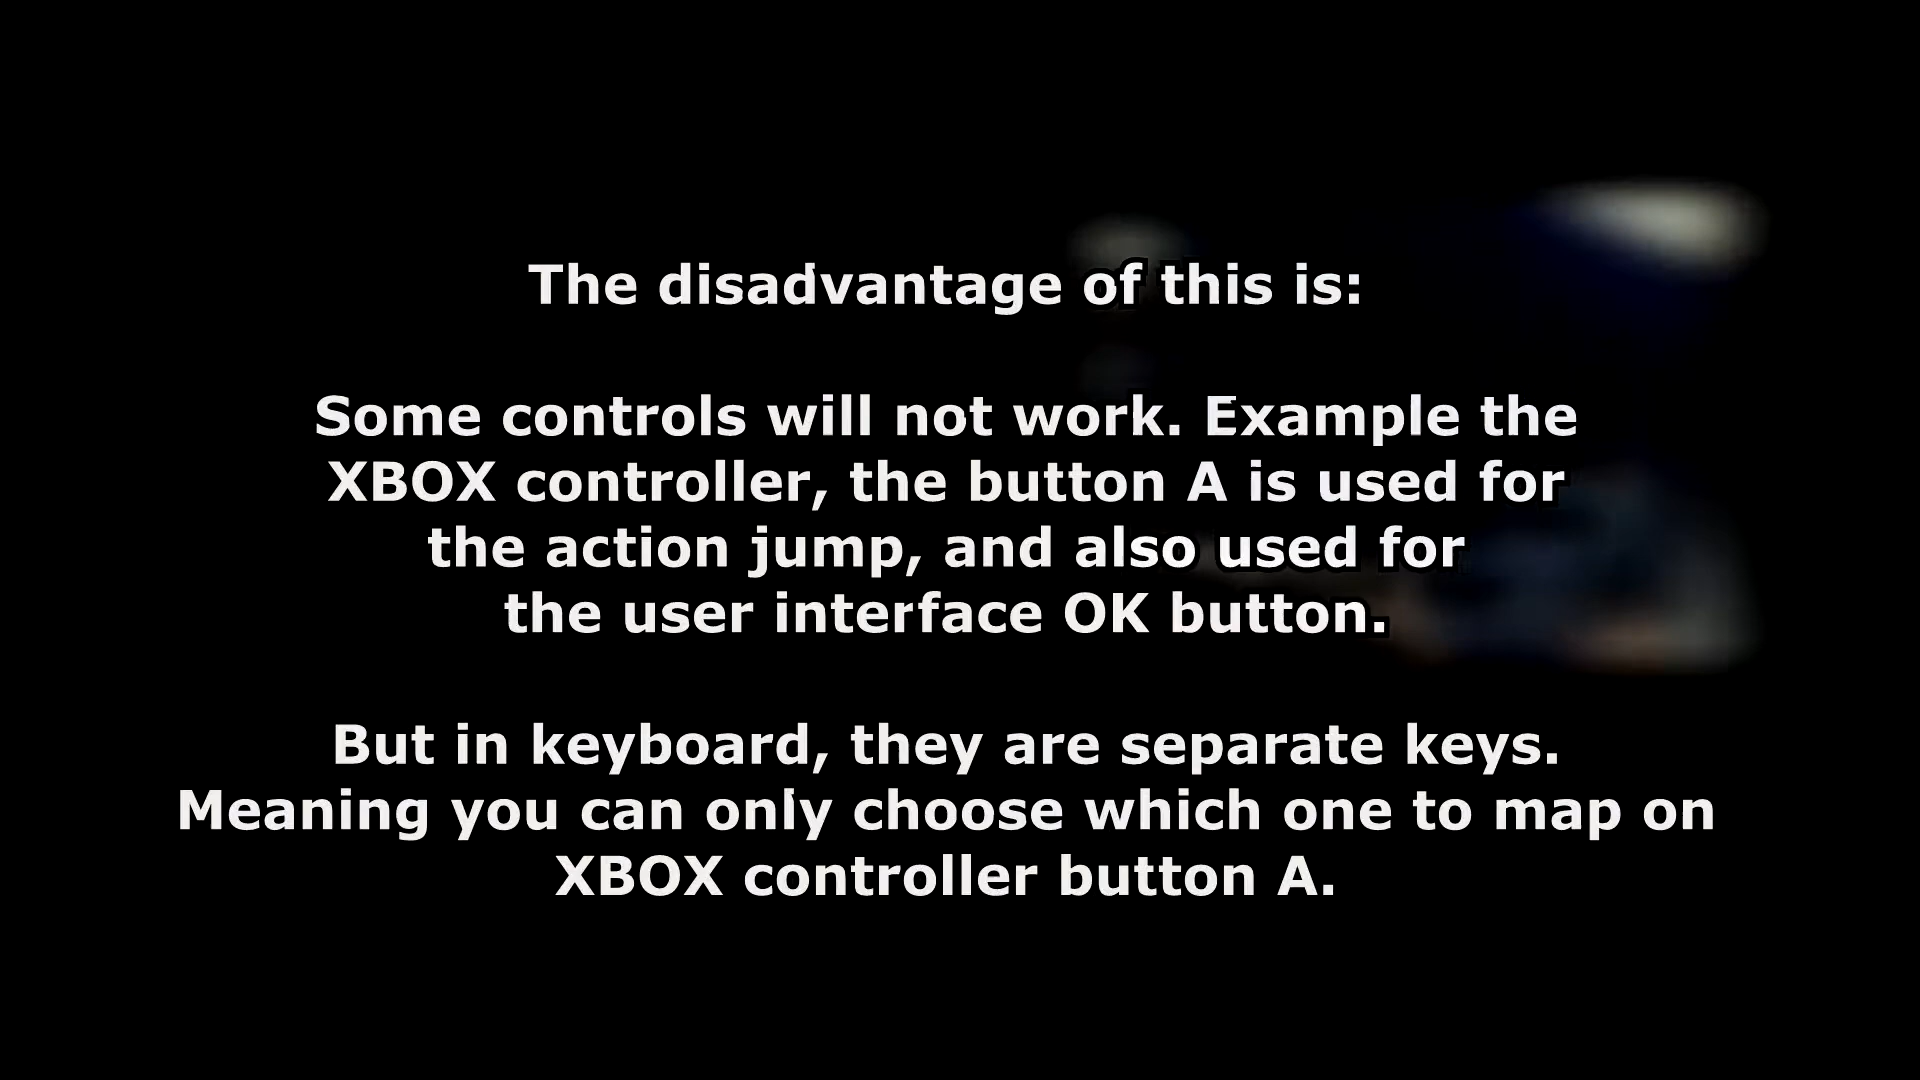 The disadvantage of this is:
Some controls will not work. Example the
XBOX controller, the button A is used for
the action jump, and also used for
the user interface OK button.
But in keyboard, they are separate keys.
Meaning you can only choose which one to map on
XBOX controller button A.